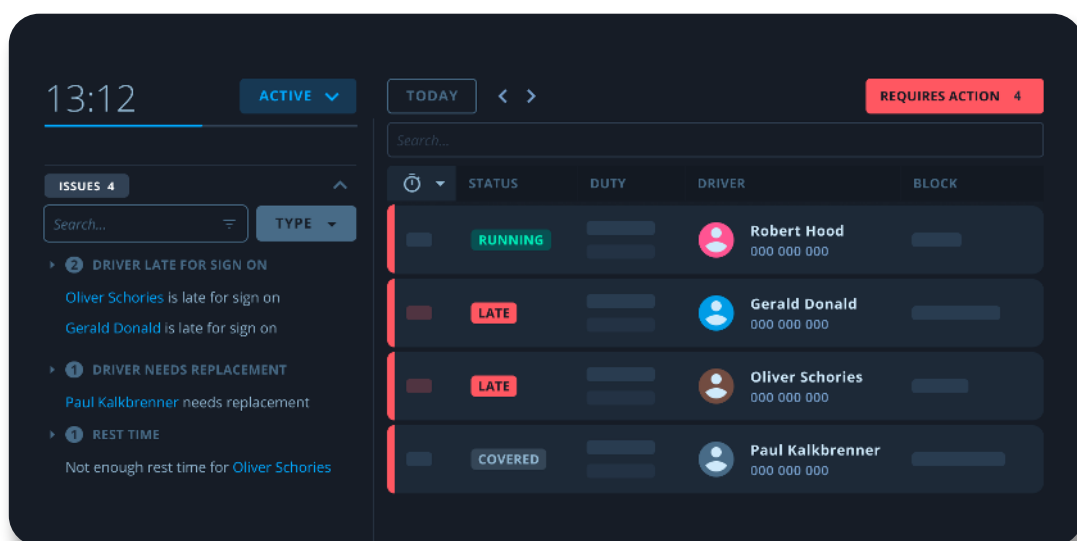 13:12
ACTIVE
ISSUES 4
Search...
TYPE
2 DRIVER LATE FOR SIGN ON
Oliver Schories is late for sign on
Gerald Donald is late for sign on
1 DRIVER NEEDS REPLACEMENT
Paul Kalkbrenner needs replacement
1 REST TIME
Not enough rest time for Oliver Schories
TODAY
REQUIRES ACTION 4
Search...
STATUS DUTY DRIVER BLOCK
RUNNING
Robert Hood
000 000 000
LATE
Gerald Donald
000 000 000
LATE
Oliver Schories
000 000 000
COVERED
Paul Kalkbrenner
000 000 000